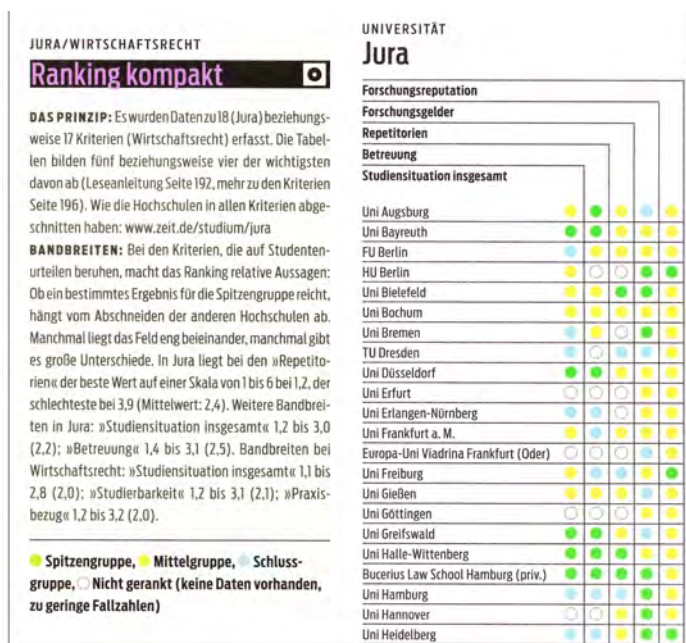 JURA/WIRTSCHAFTSRECHT
Ranking kompakt
DAS PRINZIP: Es wurden Daten zu 18 (Jura) beziehungs-
weise 17 Kriterien (Wirtschaftsrecht) erfasst. Die Tabel-
len bilden fünf beziehungsweise vier der wichtigsten
davon ab (Leseanleitung Seite 192, mehr zu den Kriterien
Seite 196). Wie die Hochschulen in allen Kriterien abge-
schnitten haben: www.zeit.de/studium/jura
BANDBREITEN: Bei den Kriterien, die auf Studenten-
urteilen beruhen, macht das Ranking relative Aussagen:
Ob ein bestimmtes Ergebnis für die Spitzengruppe reicht,
hängt vom Abschneiden der anderen Hochschulen ab.
Manchmal liegt das Feld eng beieinander, manchmal gibt
es große Unterschiede. In Jura liegt bei den »Repetito-
rien« der beste Wert auf einer Skala von 1 bis 6 bei 1,2, der
schlechteste bei 3,9 (Mittelwert: 2,4). Weitere Bandbrei-
ten in Jura: »Studiensituation insgesamt« 1,2 bis 3,0
(2,2); »Betreuung« 1,4 bis 3,1 (2,5). Bandbreiten bei
Wirtschaftsrecht: »Studiensituation insgesamt« 1,1 bis
2,8 (2,0); »Studierbarkeit« 1,2 bis 3,1 (2,1); »Praxis-
bezug« 1,2 bis 3,2 (2,0).
Spitzengruppe, Mittelgruppe, Schluss-
gruppe, Nicht gerankt (keine Daten vorhanden,
zu geringe Fallzahlen)
UNIVERSITÄT
Jura
Forschungsreputation
Forschungsgelder
Repetitorien
Betreuung
Studiensituation insgesamt
Uni Augsburg
Uni Bayreuth
FU Berlin
HU Berlin
Uni Bielefeld
Uni Bochum
Uni Bremen
TU Dresden
Uni Düsseldorf
Uni Erfurt
Uni Erlangen-Nürnberg
Uni Frankfurt a. M.
Europa-Uni Viadrina Frankfurt (Oder)
Uni Freiburg
Uni Gießen
Uni Göttingen
Uni Greifswald
Uni Halle-Wittenberg
Bucerius Law School Hamburg (priv.)
Uni Hamburg
Uni Hannover
Uni Heidelberg